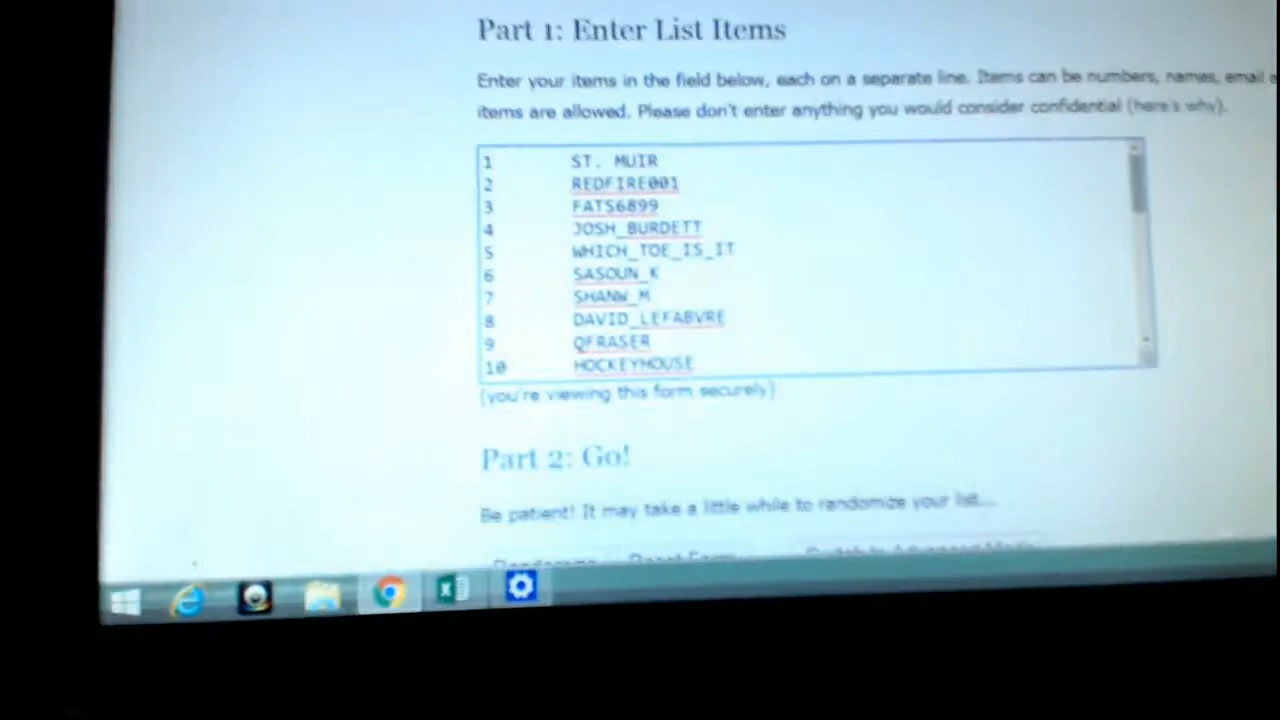 Part 1: Enter List Items
Enter your items in the field below, each on a separate line. Items can be numbers, names, email
items are allowed. Please don't enter anything you would consider confidential (here's why).
1 ST. MUIR
2 REDFIRE001
3 FATS6899
4 JOSH_BURDETT
5 WHICH_TOE_IS_IT
6 SASOUN_K
7 SHANW_M
8 DAVID_LEFABVRE
9 QFRASER
10 HOCKEYHOUSE
(you're viewing this form securely)
Part 2: Go!
Be patient! It may take a little while to randomize your list...